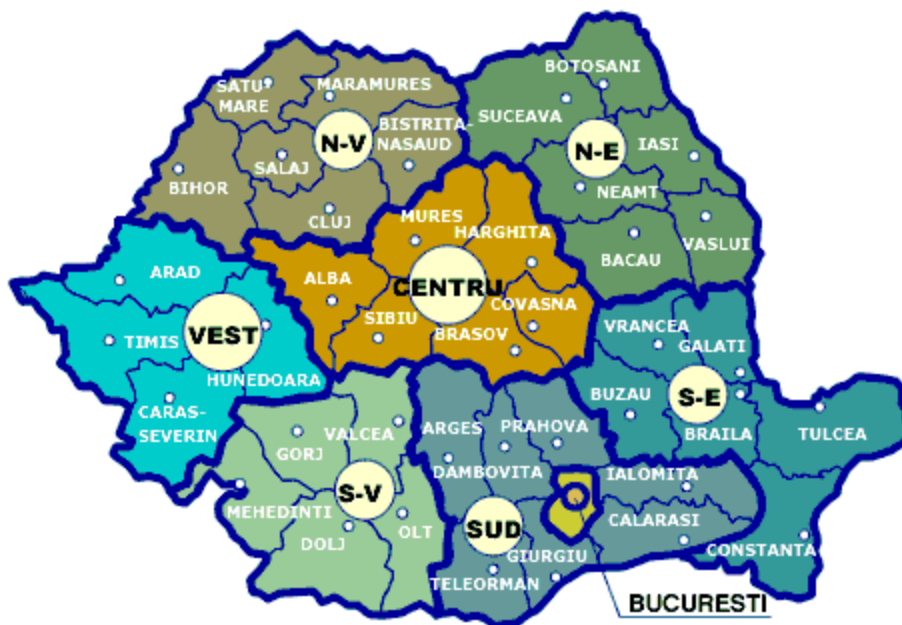 BOTOSANI
SATU-
MARE
MARAMURES
SUCEAVA
BISTRITA-
NASAUD
N-V
N-E
IASI
SALAJ
BIHOR
NEAMT
CLUJ
MURES
HARGHITA
VASLUI
BACAU
ARAD
ALBA
CENTRU
COVASNA
SIBIU
BRASOV
VRANCEA
GALATI
TIMIS
VEST
HUNEDOARA
BUZAU
S-E
CARAS-
SEVERIN
VALCEA
ARGES
PRAHOVA
BRAILA
TULCEA
GORJ
DAMBOVITA
IALOMITA
S-V
MEHEDINTI
DOLJ
OLT
SUD
CALARASI
GIURGIU
CONSTANTA
TELEORMAN
BUCURESTI